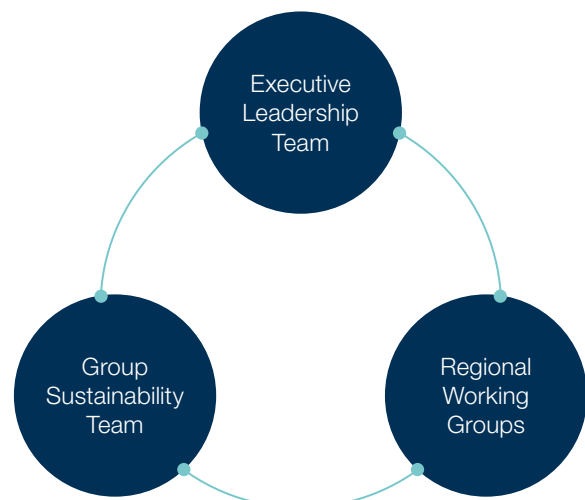 Executive
Leadership
Team
Group
Sustainability
Team
Regional
Working
Groups